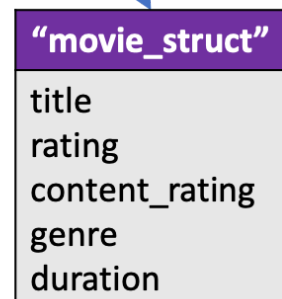 “movie_struct”
title
rating
content_rating
genre
duration